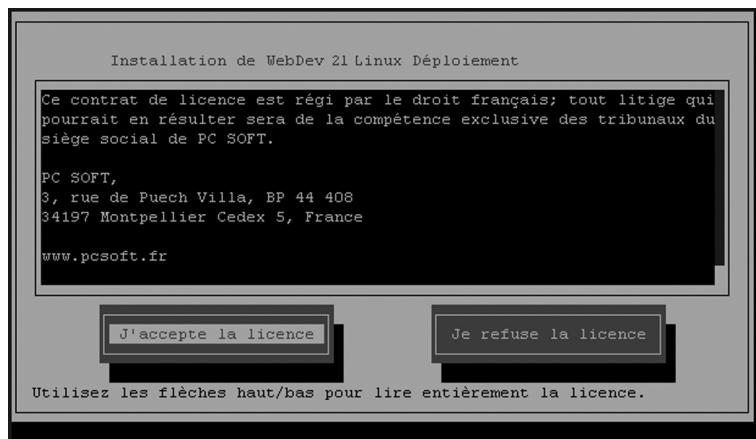 Installation de WebDev 21 Linux Déploiement
Ce contrat de licence est régi par le droit français; tout litige qui
pourrait en résulter sera de la compétence exclusive des tribunaux du
siège social de PC SOFT.
PC SOFT,
3, rue de Puech Villa, BP 44 408
34197 Montpellier Cedex 5, France
www.pcsoft.fr
J'accepte la licence
Je refuse la licence
Utilisez les flèches haut/bas pour lire entièrement la licence.